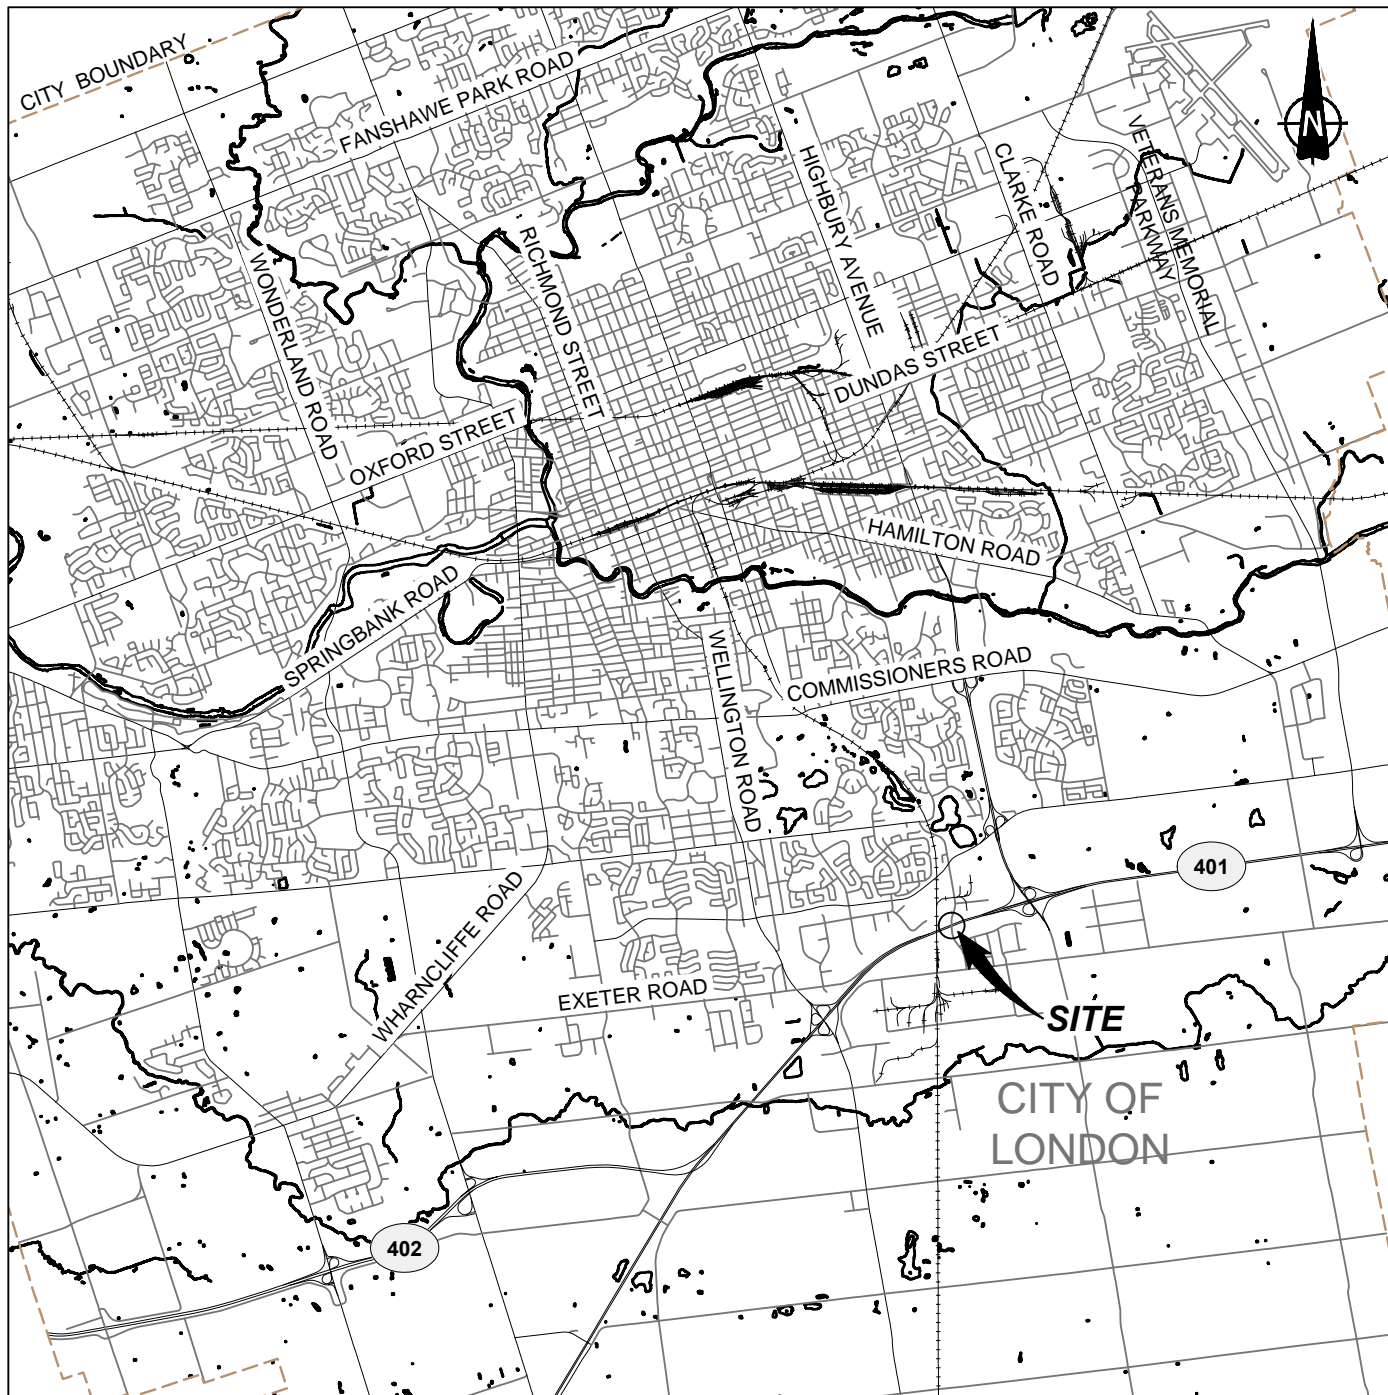 CITY BOUNDARY
FANSHAWE PARK ROAD
N
HIGHBURY AVENUE
CLARKE ROAD
VETERANS MEMORIAL
PARKWAY
WONDERLAND ROAD
RICHMOND STREET
DUNDAS STREET
OXFORD STREET
HAMILTON ROAD
SPRINGBANK ROAD
WELLINGTON ROAD
COMMISSIONERS ROAD
401
WHARNCLIFFE ROAD
EXETER ROAD
SITE
CITY OF
LONDON
402